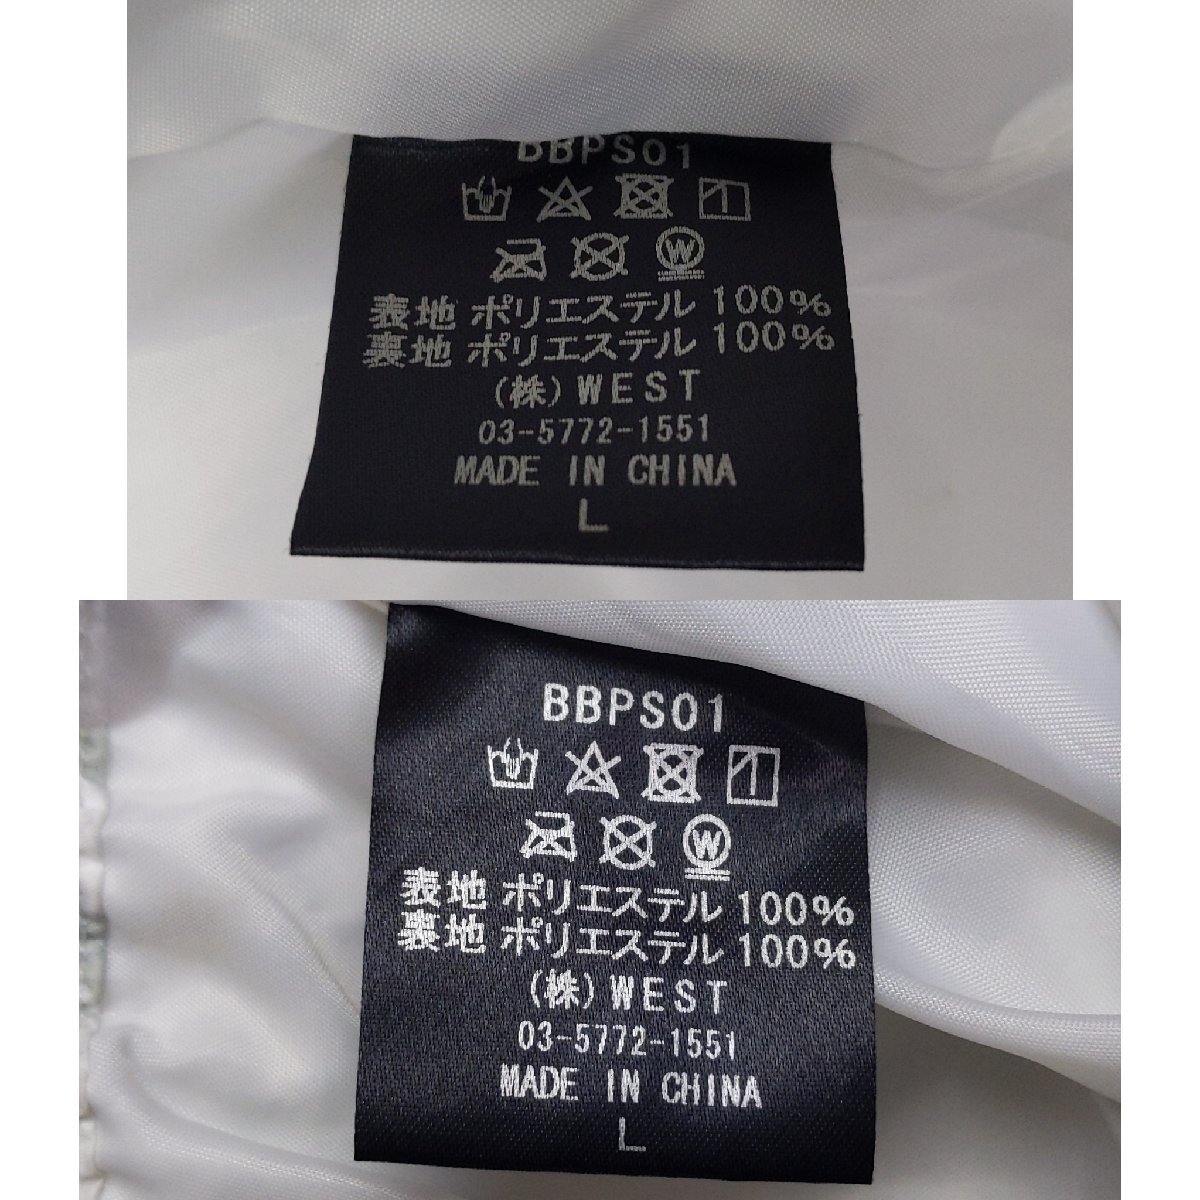 BBPS01
W
表地 ポリエステル 100%
裏地 ポリエステル 100%
(株) WEST
03-5772-1551
MADE IN CHINA
L
BBPS01
W
表地 ポリエステル 100%
裏地 ポリエステル 100%
(株) WEST
03-5772-1551
MADE IN CHINA
L